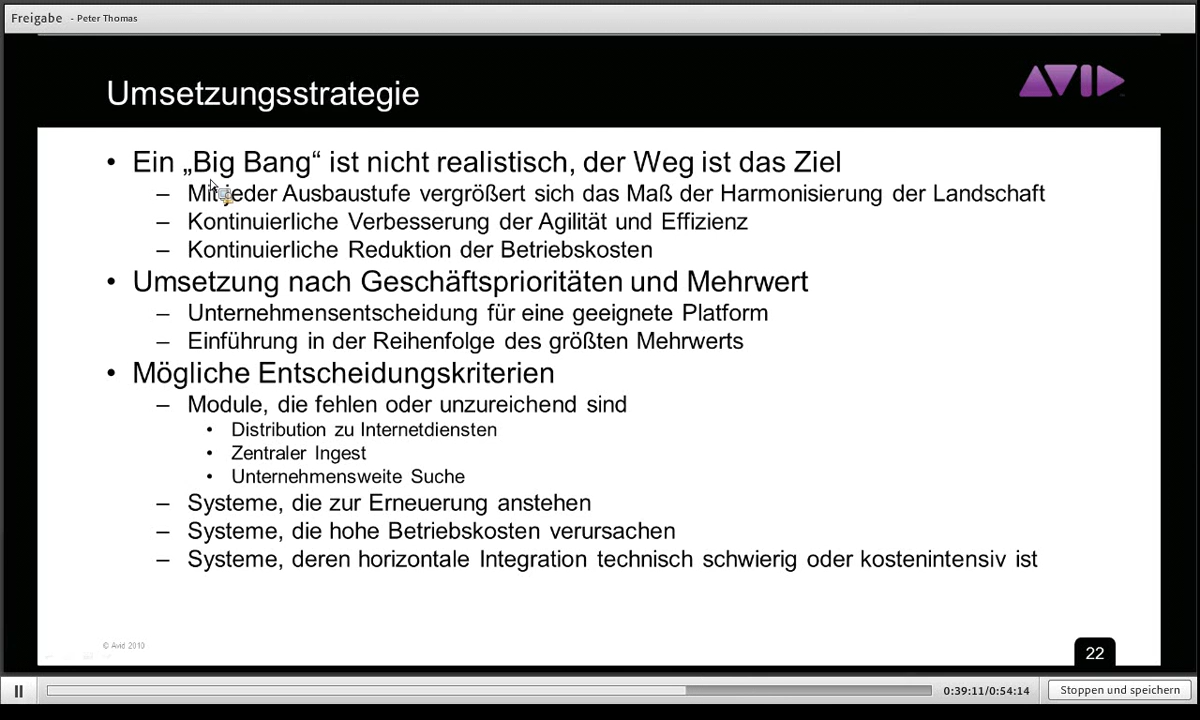 Freigabe - Peter Thomas
Umsetzungsstrategie
AVID
• Ein „Big Bang“ ist nicht realistisch, der Weg ist das Ziel
– Mit jeder Ausbaustufe vergrößert sich das Maß der Harmonisierung der Landschaft
– Kontinuierliche Verbesserung der Agilität und Effizienz
– Kontinuierliche Reduktion der Betriebskosten
• Umsetzung nach Geschäftsprioritäten und Mehrwert
– Unternehmensentscheidung für eine geeignete Platform
– Einführung in der Reihenfolge des größten Mehrwerts
• Mögliche Entscheidungskriterien
– Module, die fehlen oder unzureichend sind
• Distribution zu Internetdiensten
• Zentraler Ingest
• Unternehmensweite Suche
– Systeme, die zur Erneuerung anstehen
– Systeme, die hohe Betriebskosten verursachen
– Systeme, deren horizontale Integration technisch schwierig oder kostenintensiv ist
© Avid 2010
22
0:39:11/0:54:14
Stoppen und speichern